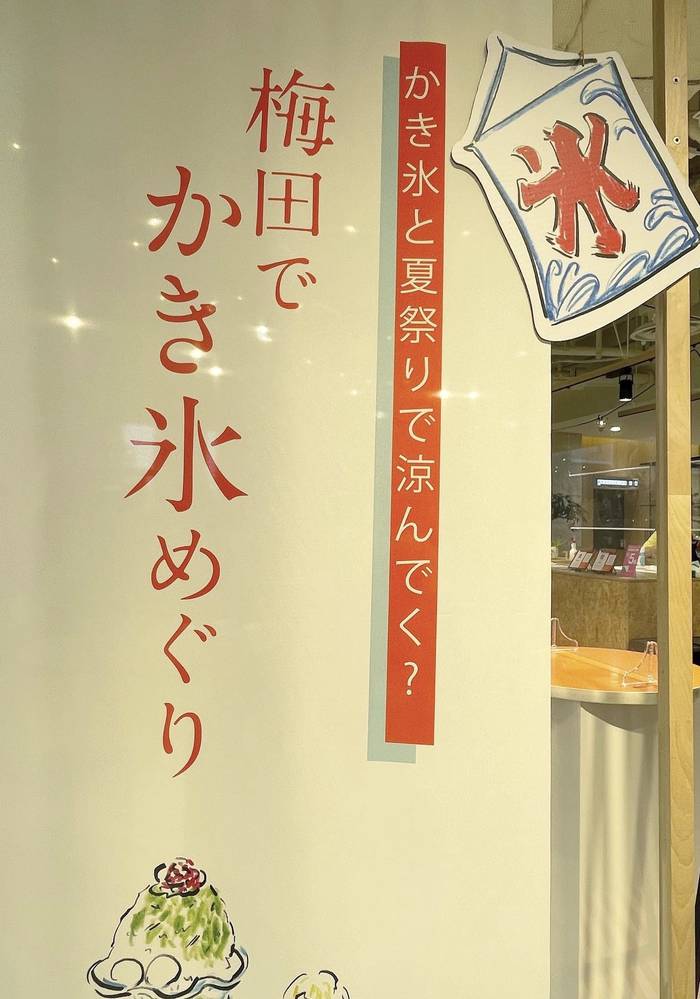 氷
かき氷と夏祭りで涼んでく?
梅田で
かき氷めぐり